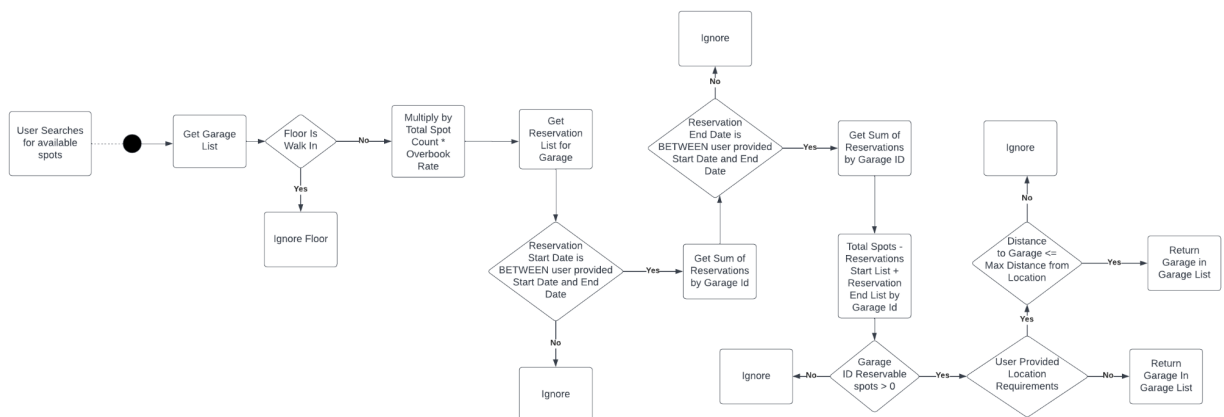 User Searches
for available
spots
Get Garage
List
Floor Is
Walk In
No
Yes
Ignore Floor
Multiply by
Total Spot
Count *
Overbook
Rate
Get
Reservation
List for
Garage
Reservation
Start Date is
BETWEEN user provided
Start Date and End
Date
No
Ignore
Yes
Get Sum of
Reservations
by Garage Id
Reservation
End Date is
BETWEEN user provided
Start Date and End
Date
No
Ignore
Yes
Get Sum of
Reservations
by Garage ID
Total Spots -
Reservations
Start List +
Reservation
End List by
Garage Id
Garage
ID Reservable
spots > 0
No
Ignore
Yes
User Provided
Location
Requirements
No
Return
Garage In
Garage List
Yes
Distance
to Garage <=
Max Distance from
Location
No
Ignore
Return
Garage in
Garage List